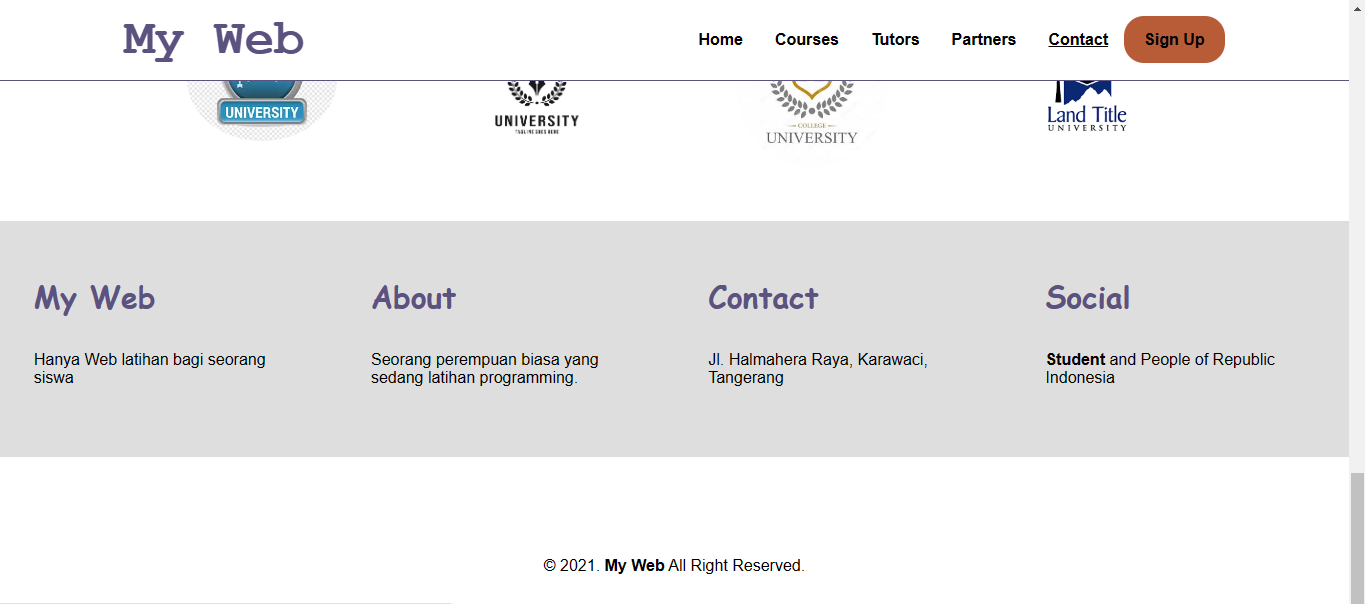 My Web
Home Courses Tutors Partners Contact Sign Up
UNIVERSITY
UNIVERSITY
TAGLINE GOES HERE
COLLEGE
UNIVERSITY
Land Title
UNIVERSITY
My Web
Hanya Web latihan bagi seorang
siswa
About
Seorang perempuan biasa yang
sedang latihan programming.
Contact
Jl. Halmahera Raya, Karawaci,
Tangerang
Social
Student and People of Republic
Indonesia
© 2021. My Web All Right Reserved.